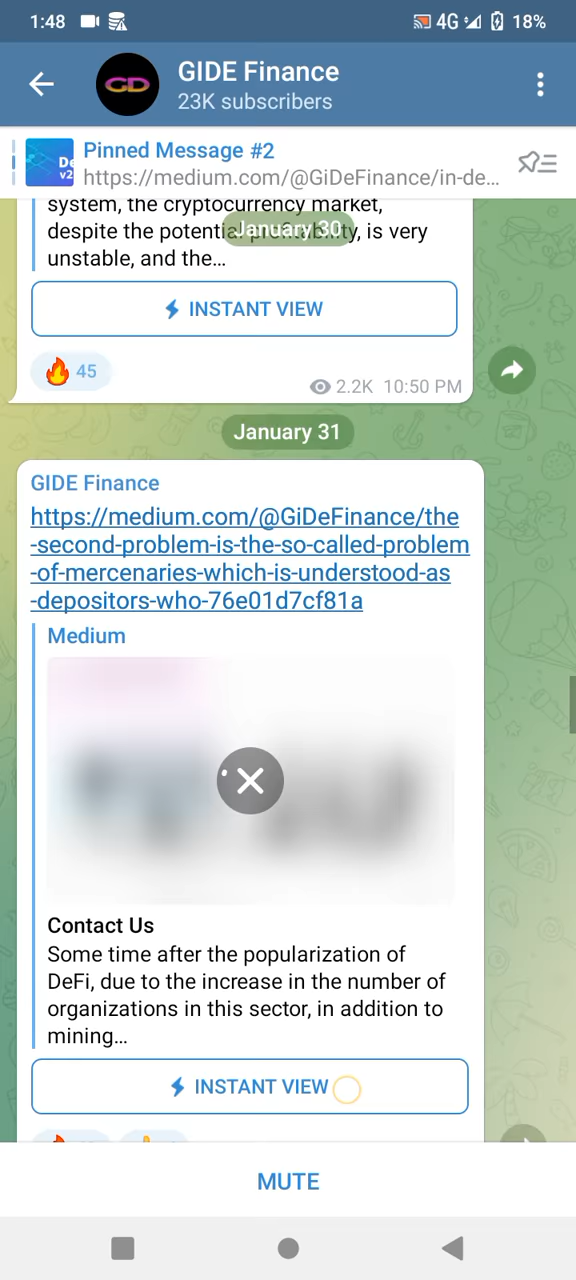 1:48
4G
18%
GD
GIDE Finance
23K subscribers
De
v2
Pinned Message #2
https://medium.com/@GiDeFinance/in-de...
system, the cryptocurrency market,
January 30
despite the potential profitability, is very
unstable, and the...
INSTANT VIEW
45
2.2K 10:50 PM
January 31
GIDE Finance
https://medium.com/@GiDeFinance/the
-second-problem-is-the-so-called-problem
-of-mercenaries-which-is-understood-as
-depositors-who-76e01d7cf81a
Medium
Contact Us
Some time after the popularization of
DeFi, due to the increase in the number of
organizations in this sector, in addition to
mining...
INSTANT VIEW
MUTE